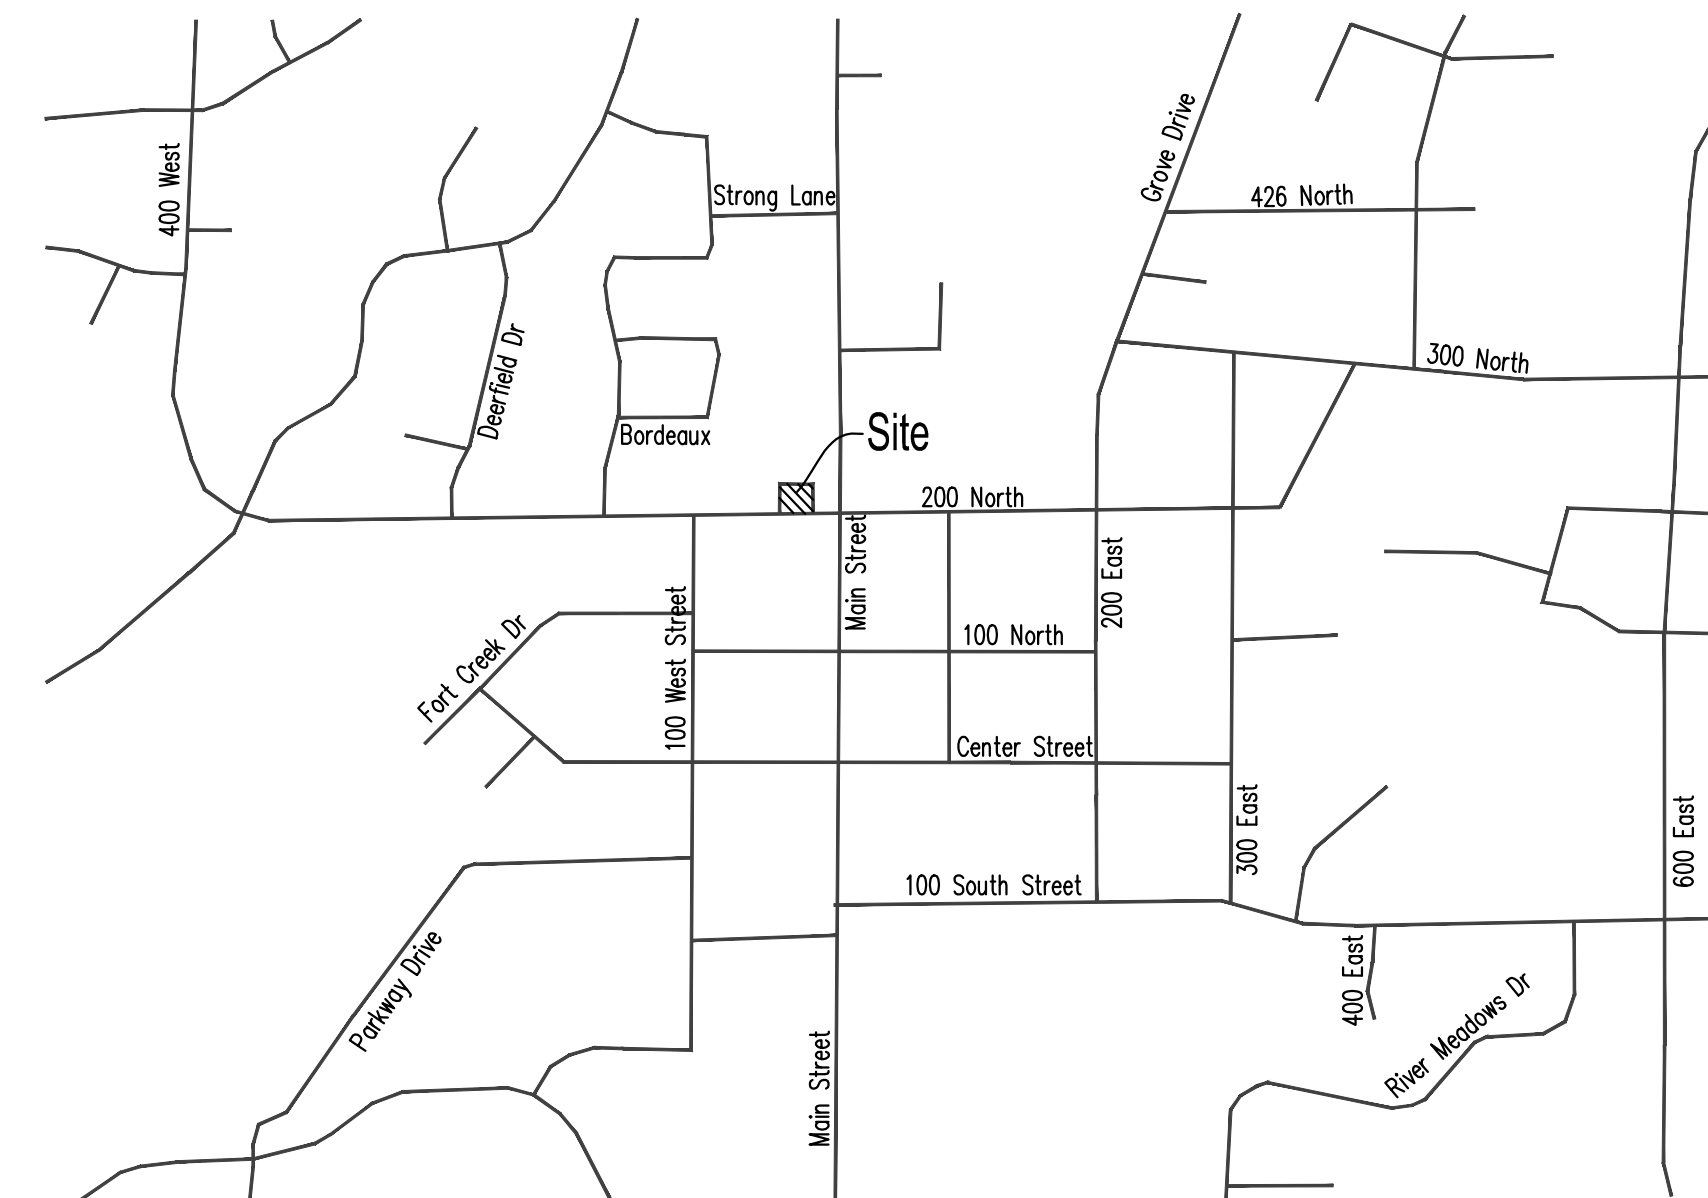 Grove Drive
400 West
Strong Lane
426 North
Deerfield Dr
300 North
Bordeaux
Site
200 North
Main Street
200 East
100 West Street
Fort Creek Dr
100 North
Center Street
300 East
600 East
100 South Street
Parkway Drive
400 East
River Meadows Dr
Main Street